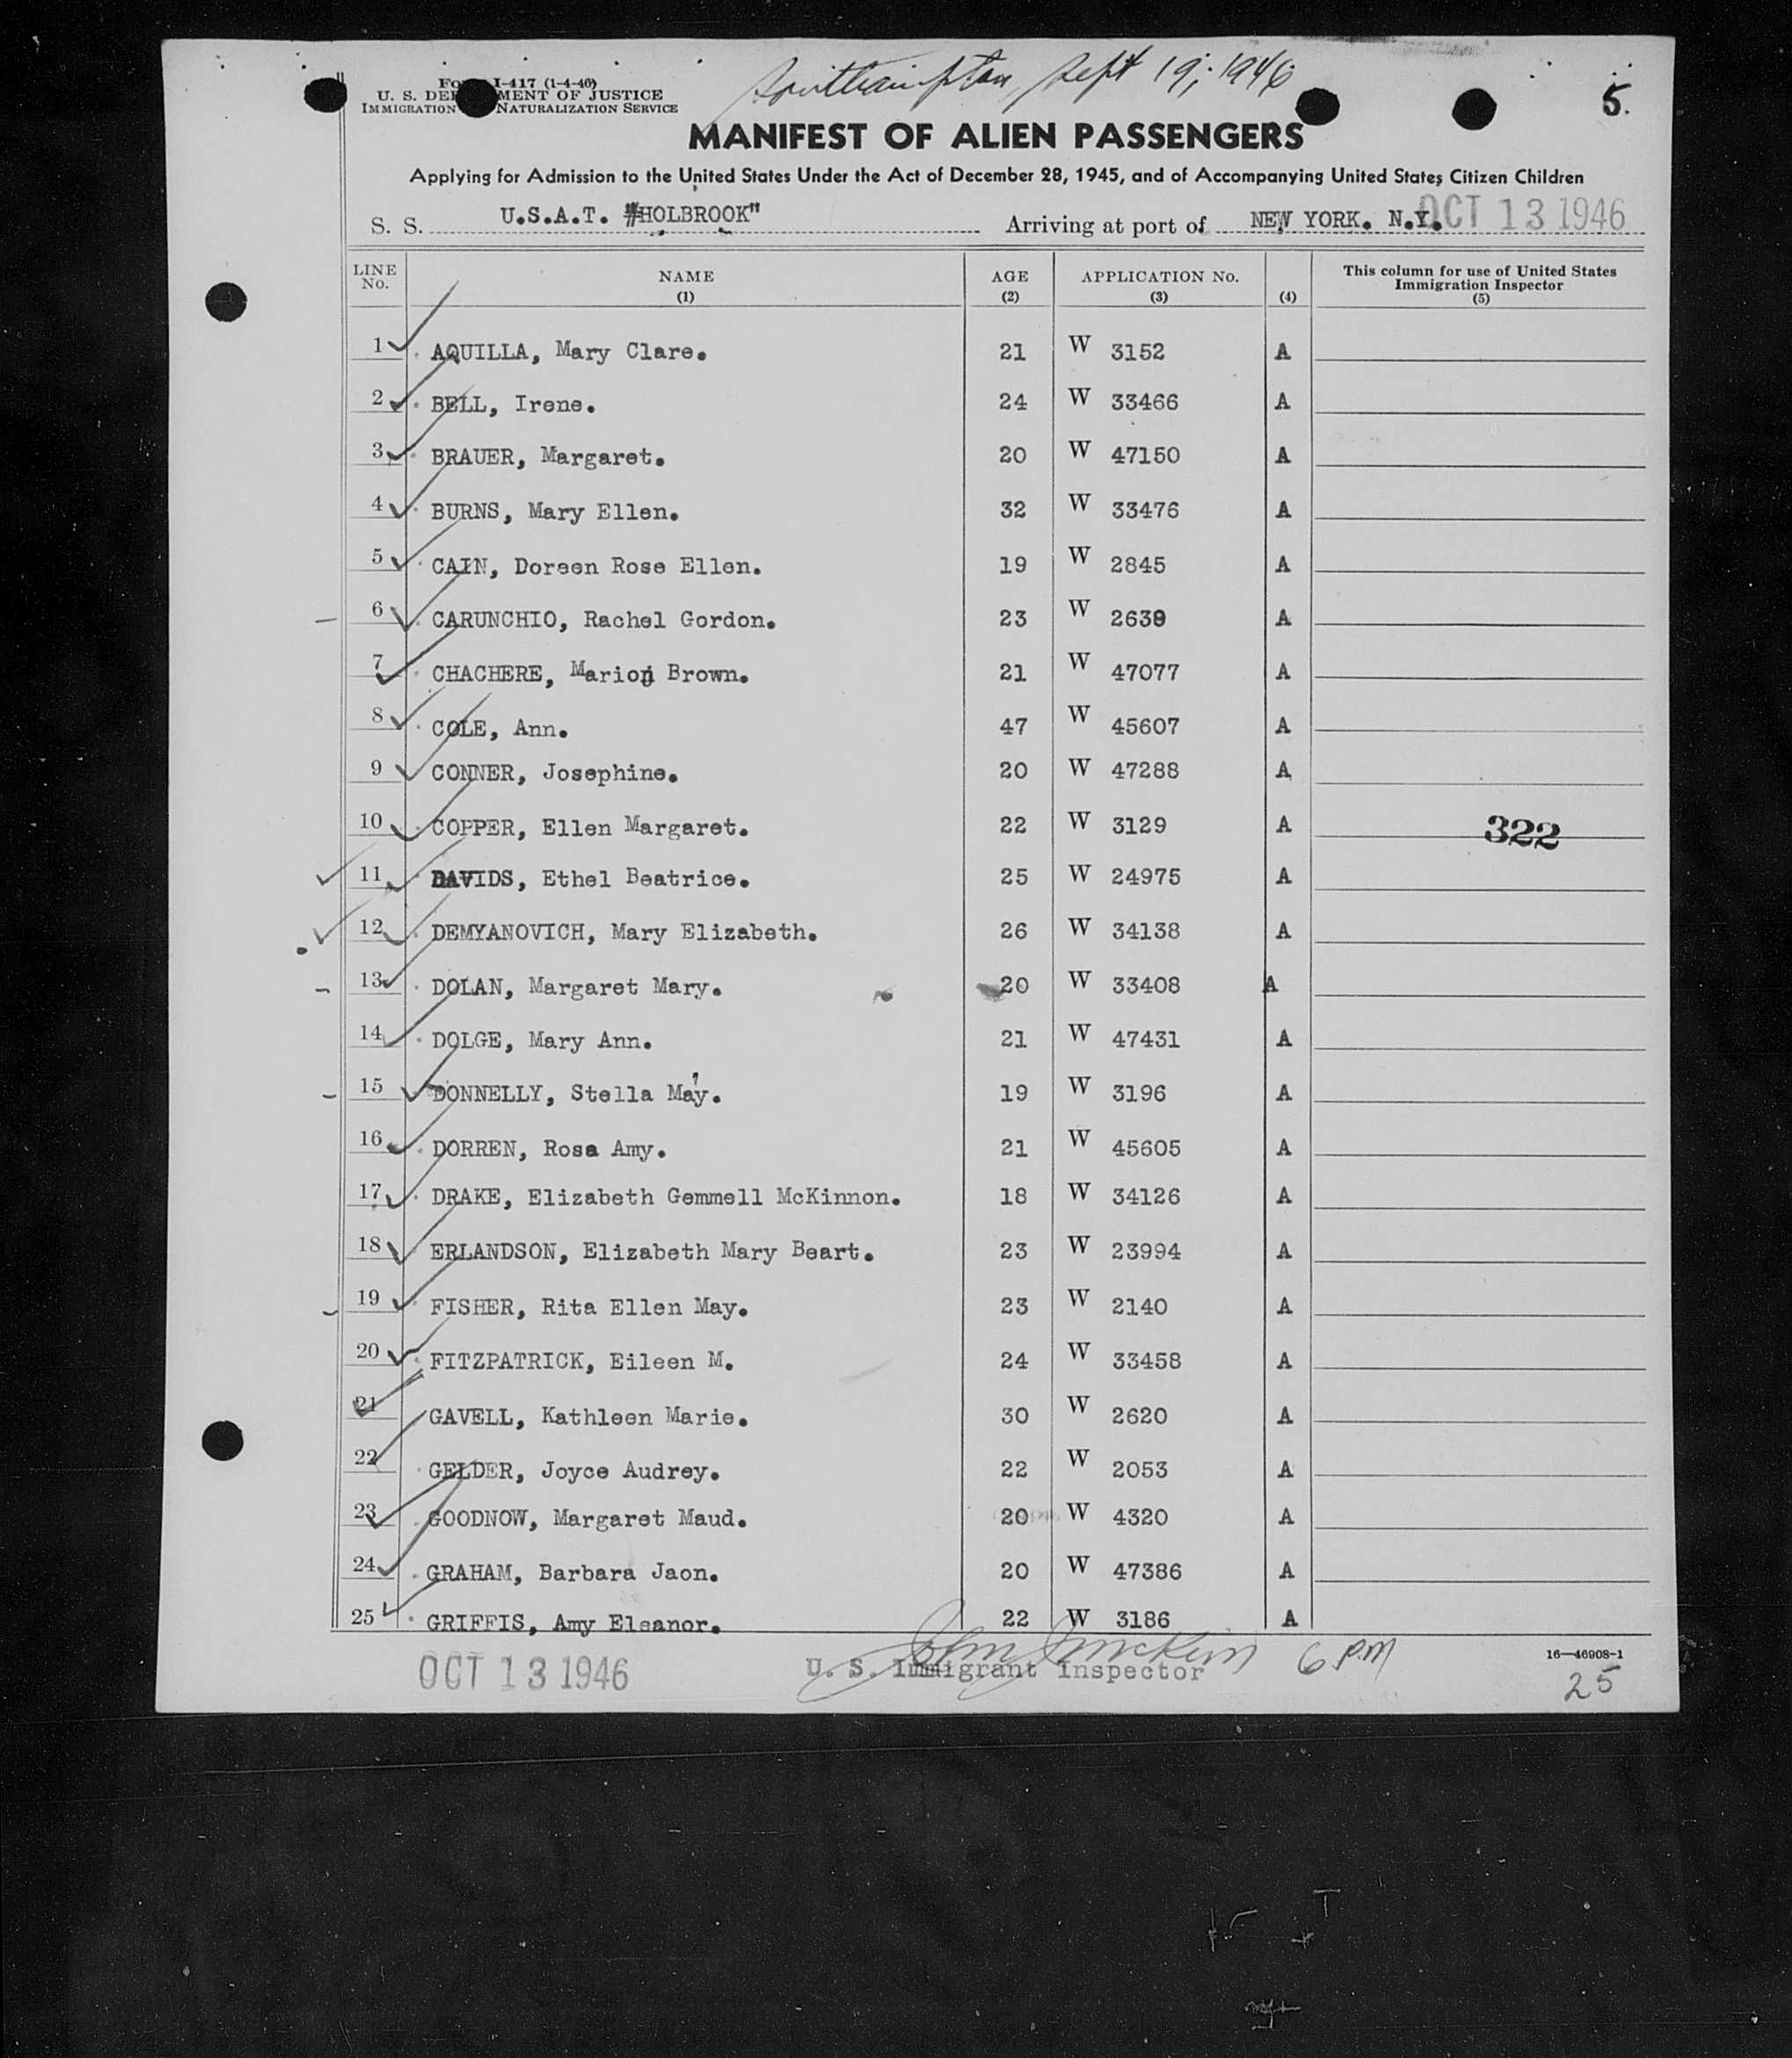 Southampton, Sept 19, 1946
5.
I-417 (1-4-46)
U. S. DEPARTMENT OF JUSTICE
IMMIGRATION NATURALIZATION SERVICE
MANIFEST OF ALIEN PASSENGERS
Applying for Admission to the United States Under the Act of December 28, 1945, and of Accompanying United States Citizen Children
S. S. U.S.A.T. "HOLBROOK" Arriving at port of NEW YORK. N.Y. OCT 13 1946
LINE No. NAME (1) AGE (2) APPLICATION No. (3) (4) This column for use of United States Immigration Inspector (5)
1 AQUILLA, Mary Clare. 21 W 3152 A
2 BELL, Irene. 24 W 33466 A
3 BRAUER, Margaret. 20 W 47150 A
4 BURNS, Mary Ellen. 32 W 33476 A
5 CAIN, Doreen Rose Ellen. 19 W 2845 A
6 CARUNCHIO, Rachel Gordon. 23 W 2639 A
7 CHACHERE, Marion Brown. 21 W 47077 A
8 COLE, Ann. 47 W 45607 A
9 CONNER, Josephine. 20 W 47288 A
10 COPPER, Ellen Margaret. 22 W 3129 A 322
11 DAVIDS, Ethel Beatrice. 25 W 24975 A
12 DEMYANOVICH, Mary Elizabeth. 26 W 34138 A
13 DOLAN, Margaret Mary. 20 W 33408 A
14 DOLGE, Mary Ann. 21 W 47431 A
15 DONNELLY, Stella May. 19 W 3196 A
16 DORREN, Rosa Amy. 21 W 45605 A
17 DRAKE, Elizabeth Gemmell McKinnon. 18 W 34126 A
18 ERLANDSON, Elizabeth Mary Beart. 23 W 23994 A
19 FISHER, Rita Ellen May. 23 W 2140 A
20 FITZPATRICK, Eileen M. 24 W 33458 A
21 GAVELL, Kathleen Marie. 30 W 2620 A
22 GELDER, Joyce Audrey. 22 W 2053 A
23 GOODNOW, Margaret Maud. 20 W 4320 A
24 GRAHAM, Barbara Jaon. 20 W 47386 A
25 GRIFFIS, Amy Eleanor. 22 W 3186 A
OCT 13 1946 U. S. Immigrant Inspector 6 PM
16—46908-1
25